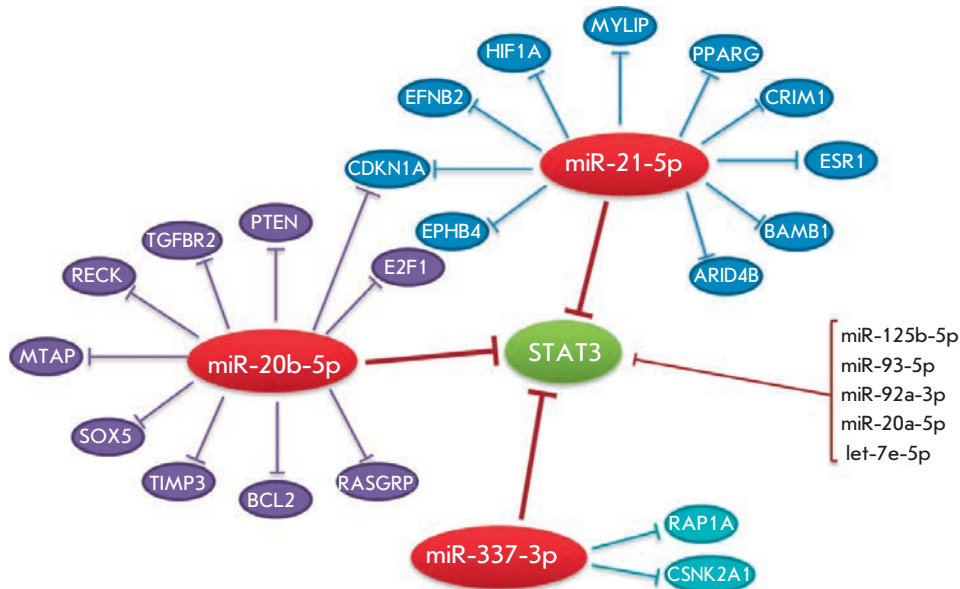 MYLIP
HIF1A
PPARG
EFNB2
CRIM1
miR-21-5p
CDKN1A
ESR1
PTEN
EPHB4
BAMB1
TGFBR2
E2F1
ARID4B
RECK
miR-125b-5p
MTAP
miR-20b-5p
STAT3
miR-93-5p
miR-92a-3p
miR-20a-5p
SOX5
let-7e-5p
TIMP3
BCL2
RASGRP
RAP1A
miR-337-3p
CSNK2A1